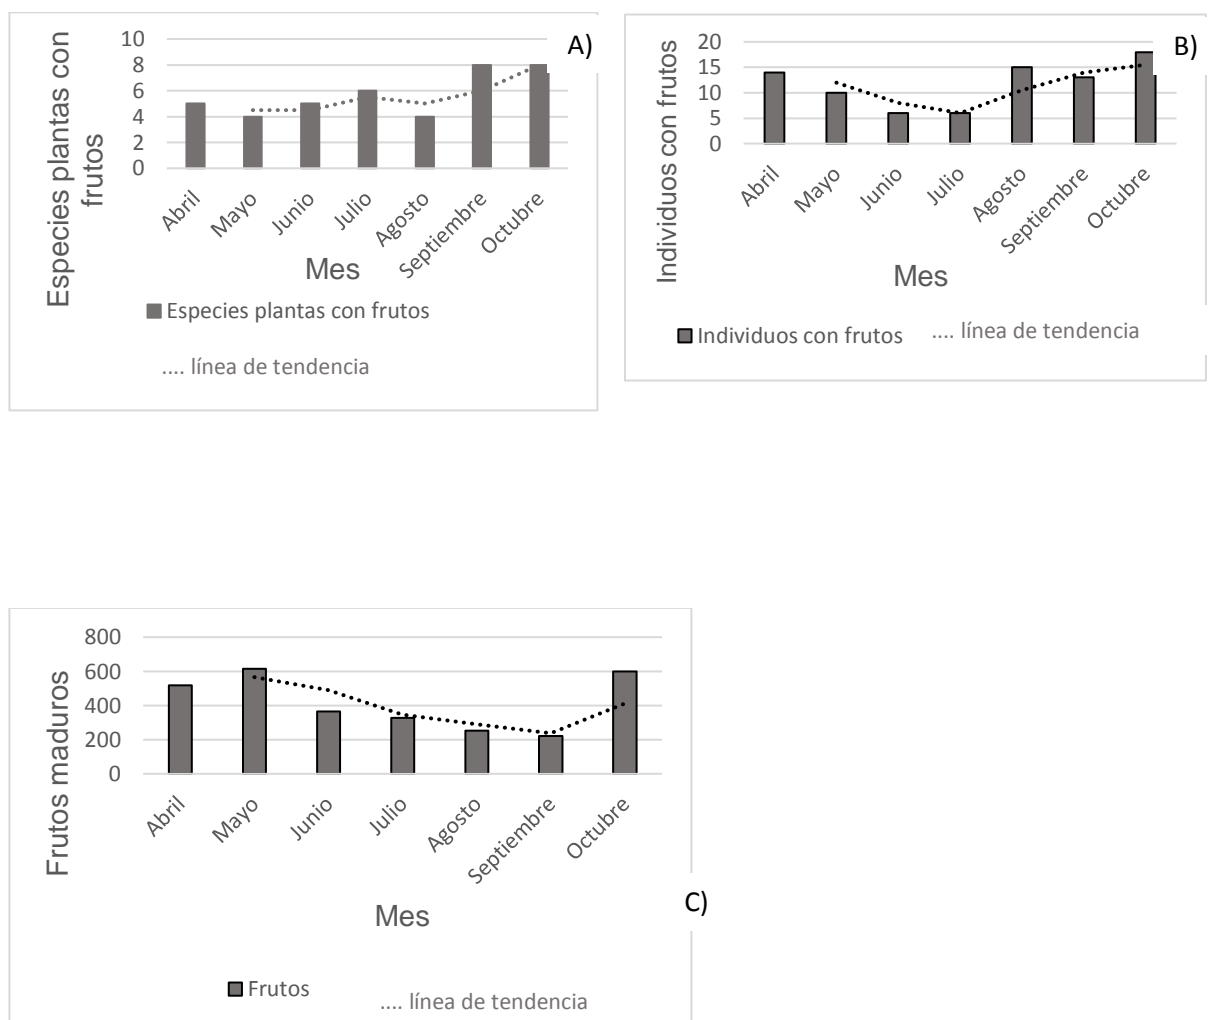 A)
Especies plantas con
frutos
10
8
6
4
2
0
Abril
Mayo
Junio
Julio
Agosto
Septiembre
Octubre
Mes
Especies plantas con frutos
.... línea de tendencia
B)
Individuos con frutos
20
15
10
5
0
Abril
Mayo
Junio
Julio
Agosto
Septiembre
Octubre
Mes
Individuos con frutos
.... línea de tendencia
Frutos maduros
800
600
400
200
0
Abril
Mayo
Junio
Julio
Agosto
Septiembre
Octubre
Mes
C)
Frutos
.... línea de tendencia